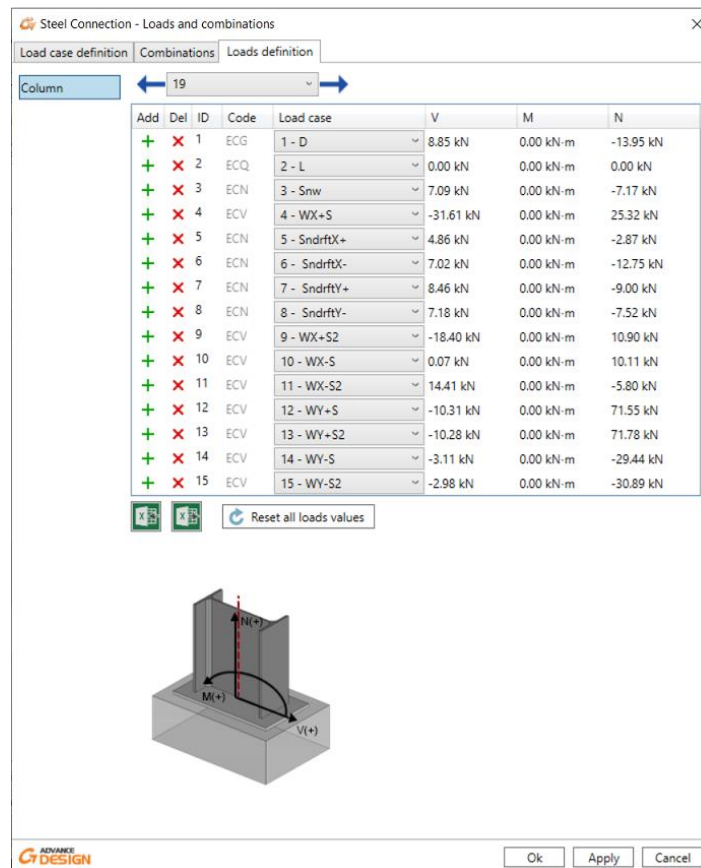 Steel Connection - Loads and combinations
Load case definition Combinations Loads definition
Column
19
Add Del ID Code Load case V M N
1 ECG 1 - D 8.85 kN 0.00 kN·m -13.95 kN
2 ECQ 2 - L 0.00 kN 0.00 kN·m 0.00 kN
3 ECN 3 - Snw 7.09 kN 0.00 kN·m -7.17 kN
4 ECV 4 - WX+S -31.61 kN 0.00 kN·m 25.32 kN
5 ECN 5 - SndrftX+ 4.86 kN 0.00 kN·m -2.87 kN
6 ECN 6 - SndrftX- 7.02 kN 0.00 kN·m -12.75 kN
7 ECN 7 - SndrftY+ 8.46 kN 0.00 kN·m -9.00 kN
8 ECN 8 - SndrftY- 7.18 kN 0.00 kN·m -7.52 kN
9 ECV 9 - WX+S2 -18.40 kN 0.00 kN·m 10.90 kN
10 ECV 10 - WX-S 0.07 kN 0.00 kN·m 10.11 kN
11 ECV 11 - WX-S2 14.41 kN 0.00 kN·m -5.80 kN
12 ECV 12 - WY+S -10.31 kN 0.00 kN·m 71.55 kN
13 ECV 13 - WY+S2 -10.28 kN 0.00 kN·m 71.78 kN
14 ECV 14 - WY-S -3.11 kN 0.00 kN·m -29.44 kN
15 ECV 15 - WY-S2 -2.98 kN 0.00 kN·m -30.89 kN
Reset all loads values
N(+)
M(+)
V(+)
ADVANCE
DESIGN
Ok Apply Cancel